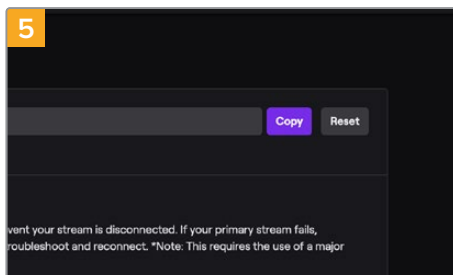 5
Copy Reset
vent your stream is disconnected. If your primary stream fails,
roubleshoot and reconnect. *Note: This requires the use of a major